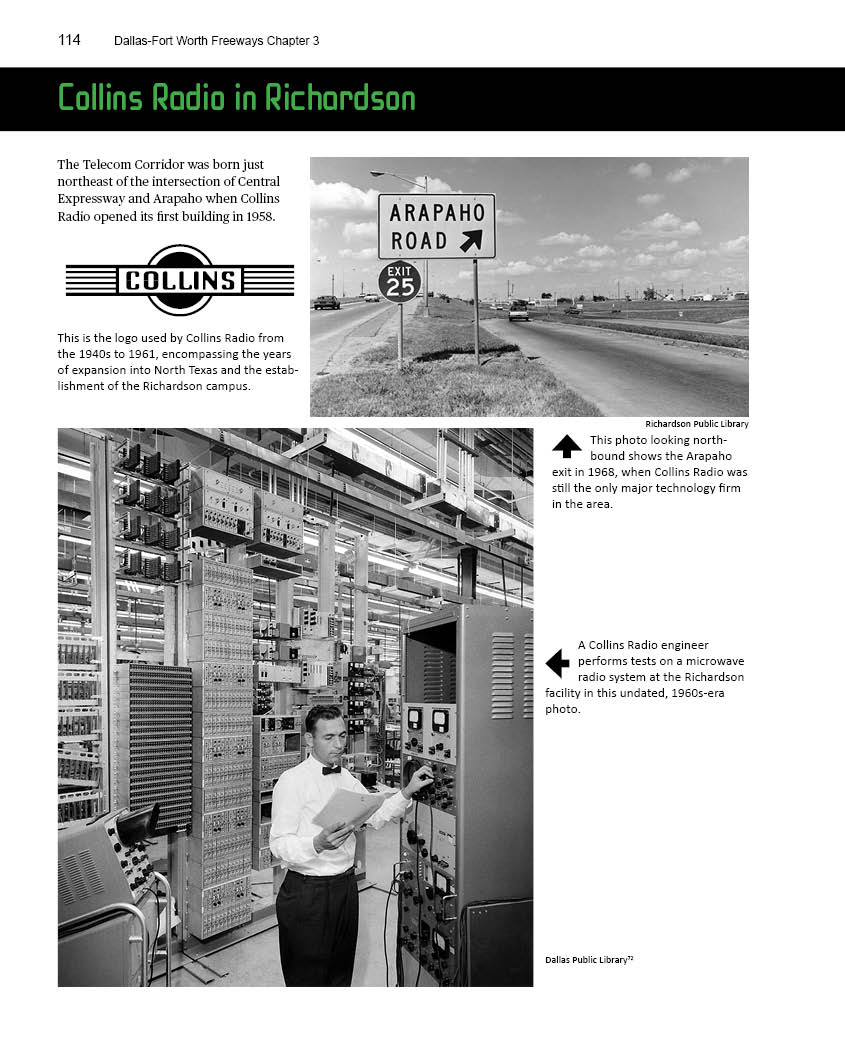 114 Dallas-Fort Worth Freeways Chapter 3
Collins Radio in Richardson
The Telecom Corridor was born just
northeast of the intersection of Central
Expressway and Arapaho when Collins
Radio opened its first building in 1958.
COLLINS
This is the logo used by Collins Radio from
the 1940s to 1961, encompassing the years
of expansion into North Texas and the estab-
lishment of the Richardson campus.
ARAPAHO
ROAD
EXIT
25
Richardson Public Library
This photo looking north-
bound shows the Arapaho
exit in 1968, when Collins Radio was
still the only major technology firm
in the area.
A Collins Radio engineer
performs tests on a microwave
radio system at the Richardson
facility in this undated, 1960s-era
photo.
Dallas Public Library72